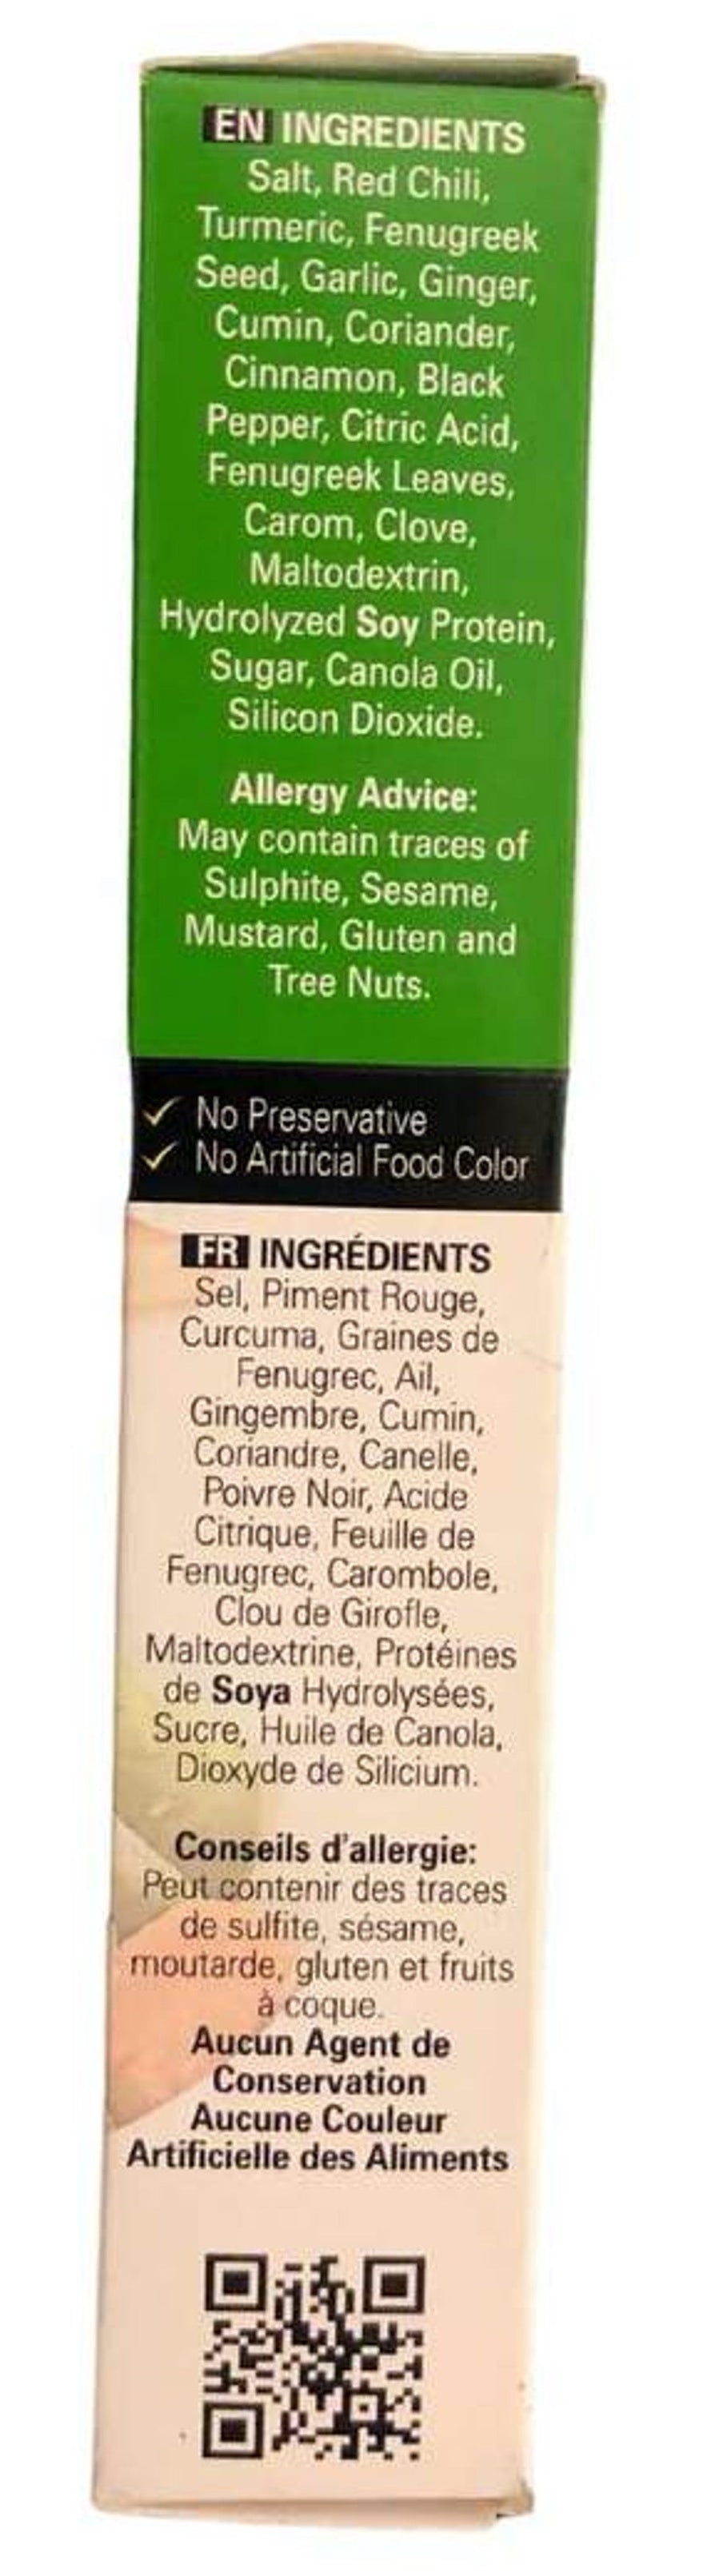 EN INGREDIENTS
Salt, Red Chili,
Turmeric, Fenugreek
Seed, Garlic, Ginger,
Cumin, Coriander,
Cinnamon, Black
Pepper, Citric Acid,
Fenugreek Leaves,
Carom, Clove,
Maltodextrin,
Hydrolyzed Soy Protein,
Sugar, Canola Oil,
Silicon Dioxide.
Allergy Advice:
May contain traces of
Sulphite, Sesame,
Mustard, Gluten and
Tree Nuts.
No Preservative
No Artificial Food Color
FR INGRÉDIENTS
Sel, Piment Rouge,
Curcuma, Graines de
Fenugrec, Ail,
Gingembre, Cumin,
Coriandre, Canelle,
Poivre Noir, Acide
Citrique, Feuille de
Fenugrec, Carombole,
Clou de Girofle,
Maltodextrine, Protéines
de Soya Hydrolysées,
Sucre, Huile de Canola,
Dioxyde de Silicium.
Conseils d'allergie:
Peut contenir des traces
de sulfite, sésame,
moutarde, gluten et fruits
à coque.
Aucun Agent de
Conservation
Aucune Couleur
Artificielle des Aliments